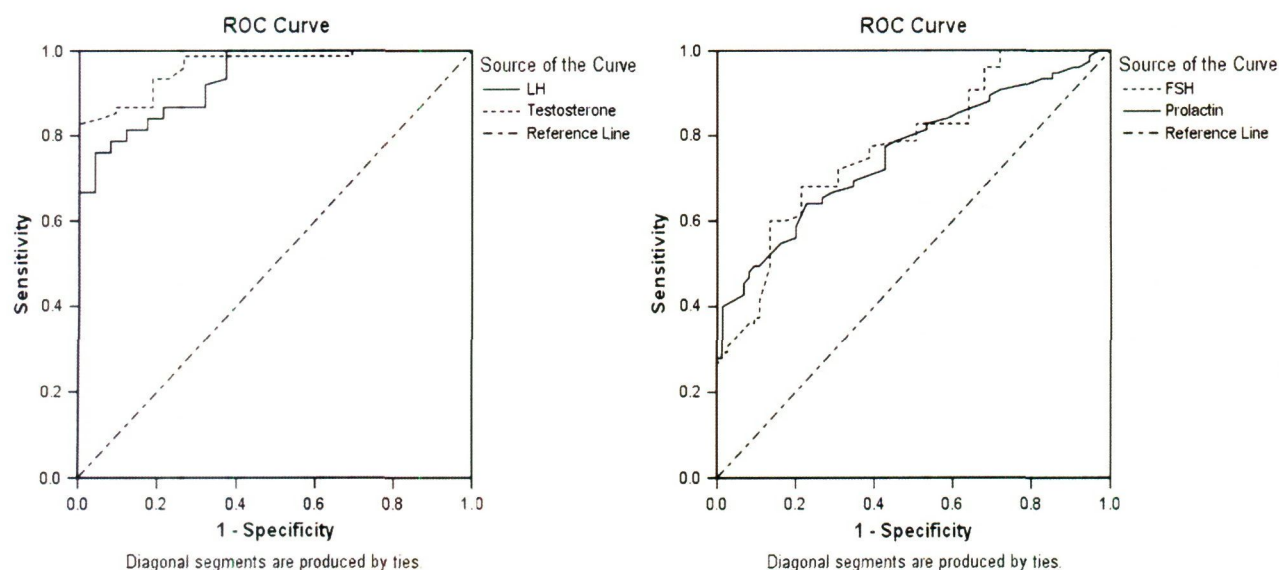 ROC Curve
1.0
0.8
0.6
0.4
0.2
0.0
Sensitivity
0.0 0.2 0.4 0.6 0.8 1.0
1 - Specificity
Diagonal segments are produced by ties.
Source of the Curve
LH
Testosterone
Reference Line
ROC Curve
1.0
0.8
0.6
0.4
0.2
0.0
Sensitivity
0.0 0.2 0.4 0.6 0.8 1.0
1 - Specificity
Diagonal segments are produced by ties.
Source of the Curve
FSH
Prolactin
Reference Line